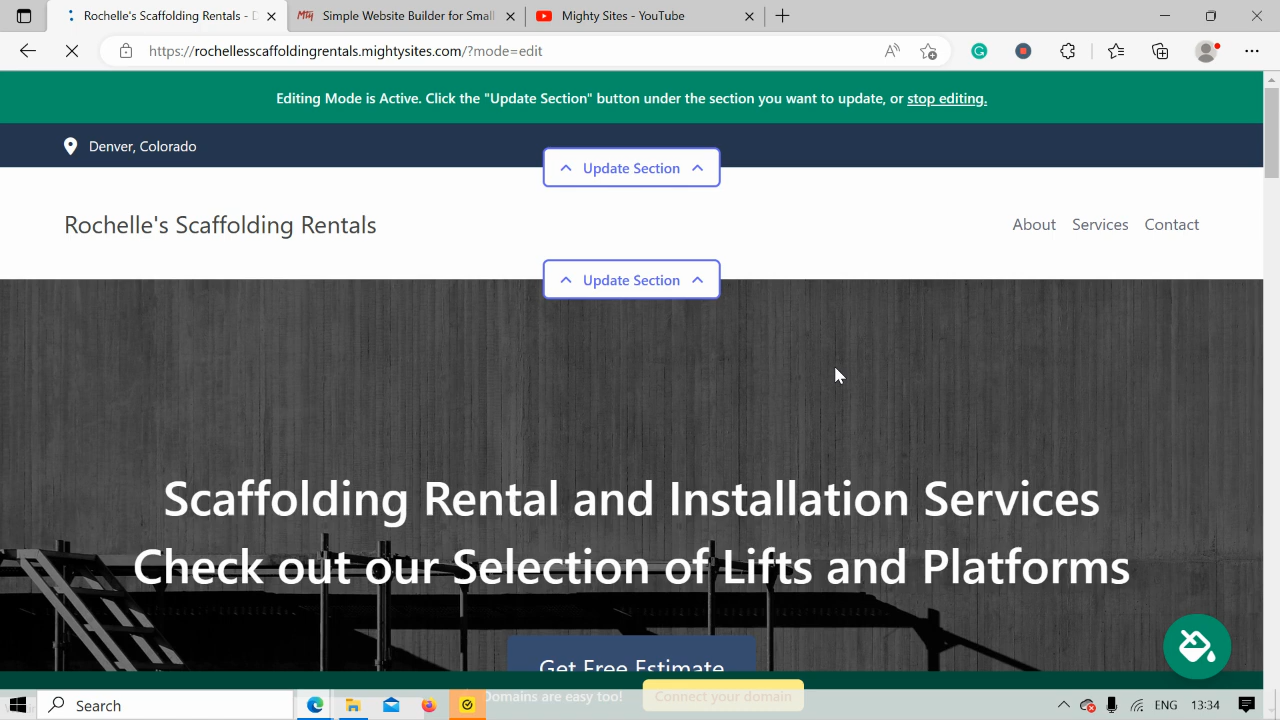 Rochelle's Scaffolding Rentals - D
Simple Website Builder for Small
Mighty Sites - YouTube
https://rochellesscaffoldingrentals.mightysites.com/?mode=edit
Editing Mode is Active. Click the "Update Section" button under the section you want to update, or stop editing.
Denver, Colorado
Update Section
Rochelle's Scaffolding Rentals
About Services Contact
Update Section
Scaffolding Rental and Installation Services
Check out our Selection of Lifts and Platforms
Get Free Estimate
Domains are easy too! Connect your domain
Search
ENG 13:34